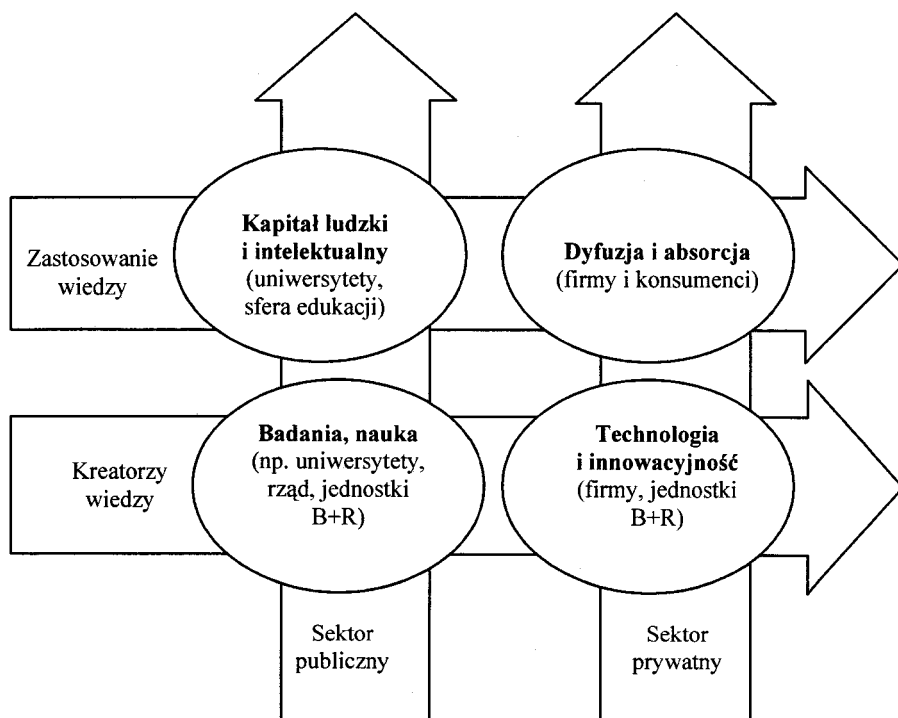 Zastosowanie
wiedzy
Kapitał ludzki
i intelektualny
(uniwersytety,
sfera edukacji)
Dyfuzja i absorcja
(firmy i konsumenci)
Kreatorzy
wiedzy
Badania, nauka
(np. uniwersytety,
rząd, jednostki
B+R)
Technologia
i innowacyjność
(firmy, jednostki
B+R)
Sektor
publiczny
Sektor
prywatny